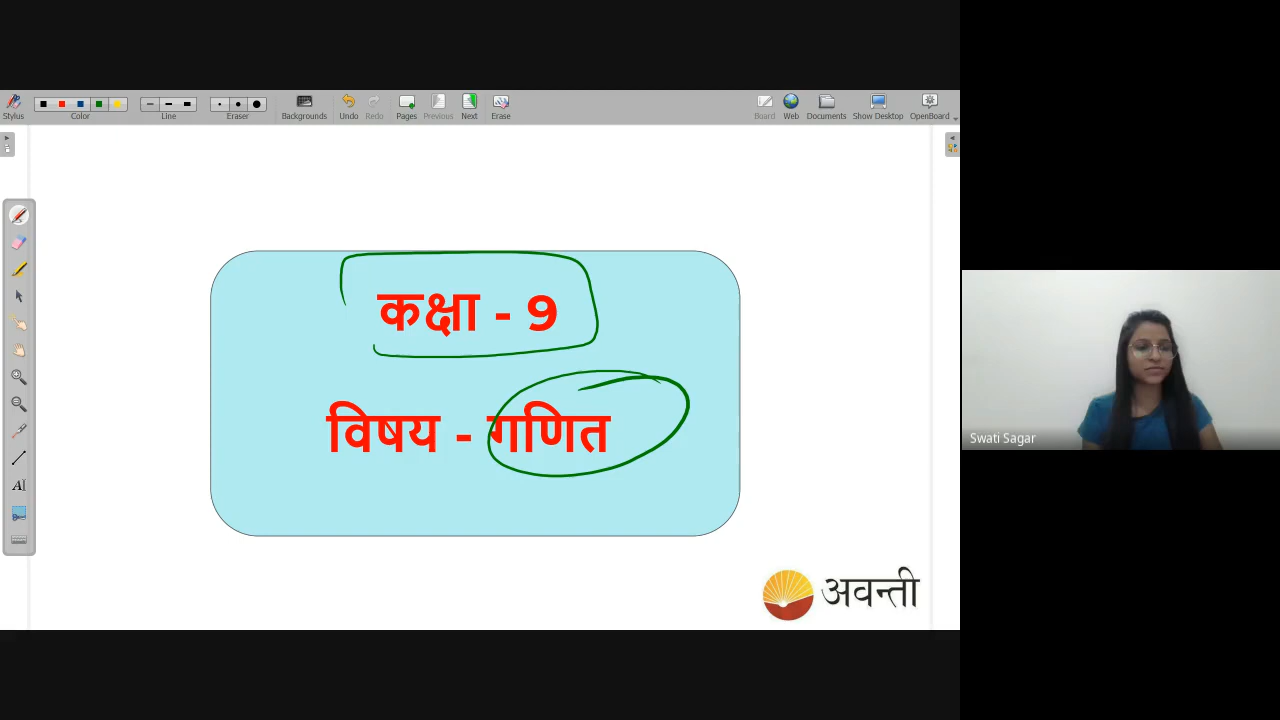 Stylus Color Line Eraser Backgrounds Undo Redo Pages Previous Next Erase Board Web Documents Show Desktop OpenBoard
कक्षा - 9
विषय - गणित
Swati Sagar
अवन्ती